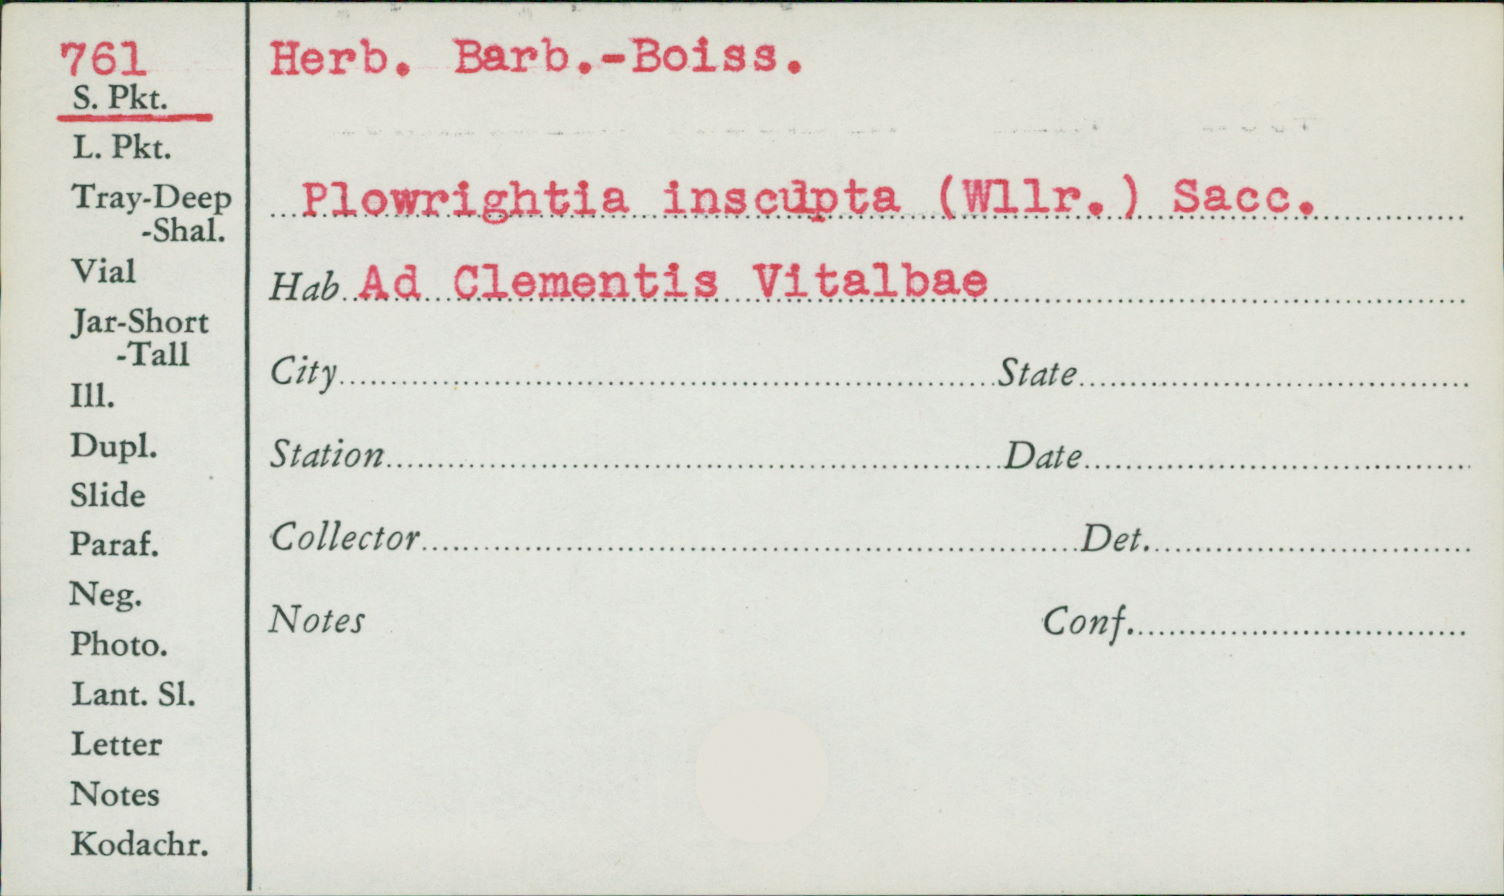 761
S. Pkt.
L. Pkt.
Tray-Deep
-Shal.
Vial
Jar-Short
-Tall
Ill.
Dupl.
Slide
Paraf.
Neg.
Photo.
Lant. Sl.
Letter
Notes
Kodachr.
Herb. Barb.-Boiss.
Plowrightia insculpta (Wllr.) Sacc.
Hab. Ad Clementis Vitalbae
City State
Station Date
Collector Det.
Notes Conf.